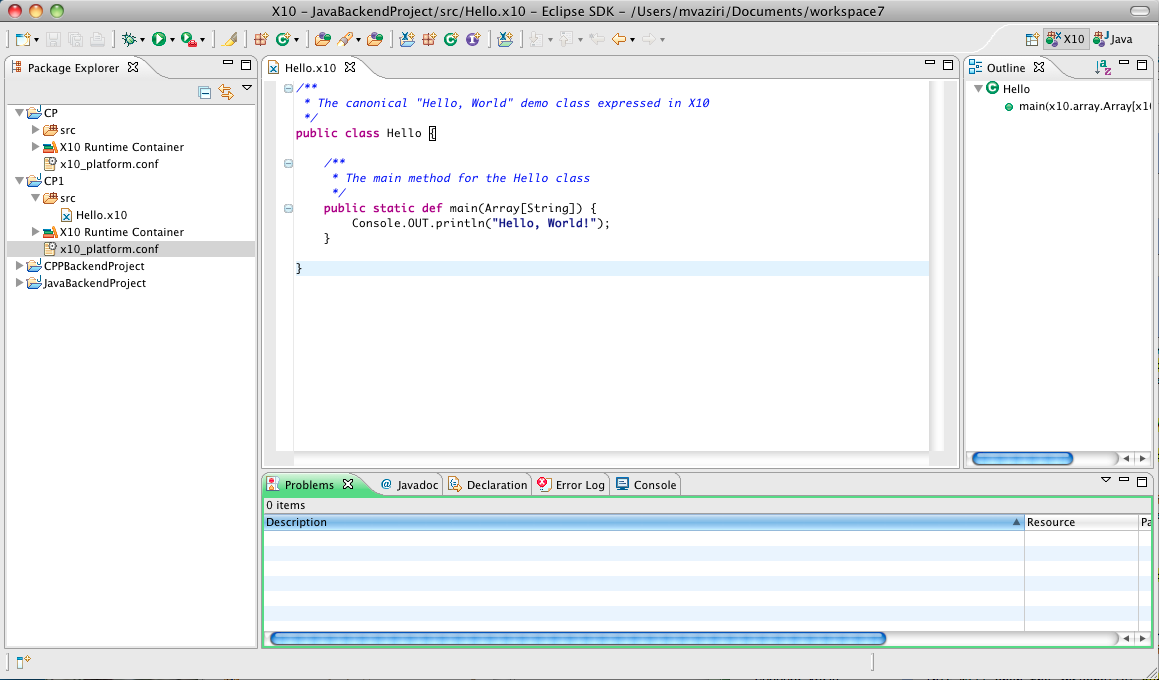 X10 - JavaBackendProject/src/Hello.x10 - Eclipse SDK - /Users/mvaziri/Documents/workspace7
X10
Java
Package Explorer
CP
src
X10 Runtime Container
x10_platform.conf
CP1
src
Hello.x10
X10 Runtime Container
x10_platform.conf
CPPBackendProject
JavaBackendProject
Hello.x10
/**
* The canonical "Hello, World" demo class expressed in X10
*/
public class Hello {
/**
* The main method for the Hello class
*/
public static def main(Array[String]) {
Console.OUT.println("Hello, World!");
}
}
Outline
Hello
main(x10.array.Array[x10
Problems
@ Javadoc
Declaration
Error Log
Console
0 items
Description
Resource
Pa